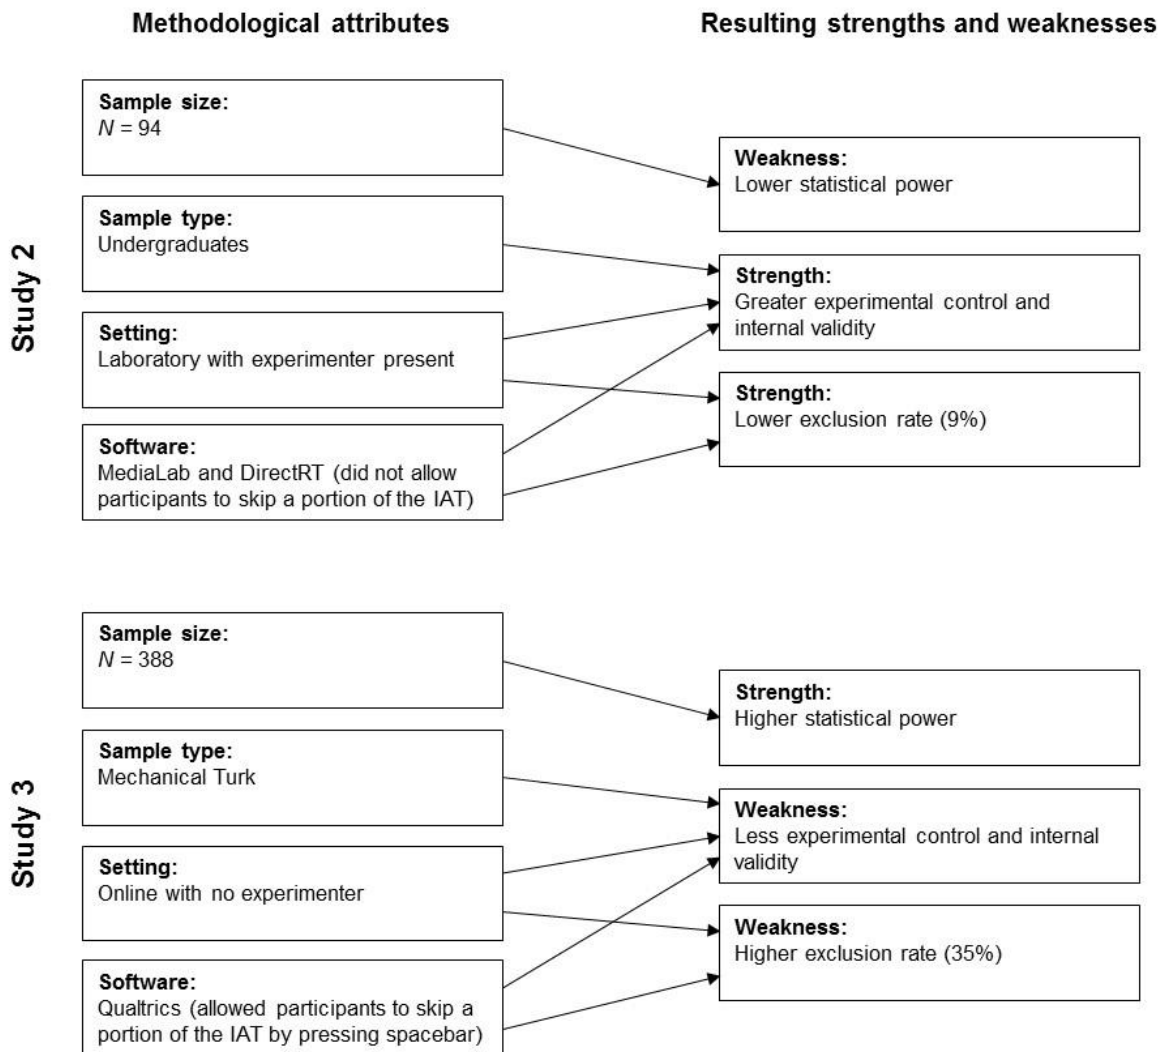 Methodological attributes
Resulting strengths and weaknesses
Study 2
Sample size:
N = 94
Sample type:
Undergraduates
Setting:
Laboratory with experimenter present
Software:
MediaLab and DirectRT (did not allow
participants to skip a portion of the IAT)
Weakness:
Lower statistical power
Strength:
Greater experimental control and
internal validity
Strength:
Lower exclusion rate (9%)
Study 3
Sample size:
N = 388
Sample type:
Mechanical Turk
Setting:
Online with no experimenter
Software:
Qualtrics (allowed participants to skip a
portion of the IAT by pressing spacebar)
Strength:
Higher statistical power
Weakness:
Less experimental control and internal
validity
Weakness:
Higher exclusion rate (35%)